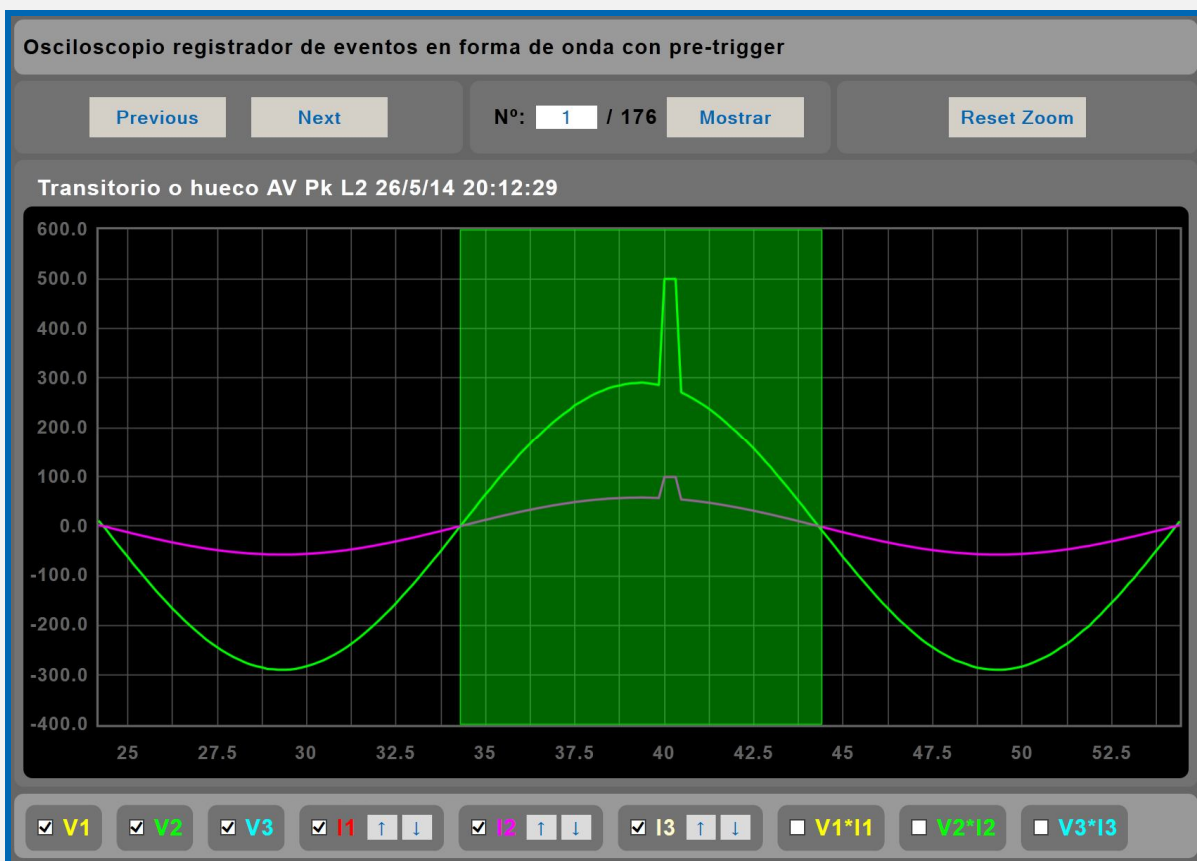 Osciloscopio registrador de eventos en forma de onda con pre-trigger
Previous Next Nº: 1 / 176 Mostrar Reset Zoom
Transitorio o hueco AV Pk L2 26/5/14 20:12:29
600.0
500.0
400.0
300.0
200.0
100.0
0.0
-100.0
-200.0
-300.0
-400.0
25 27.5 30 32.5 35 37.5 40 42.5 45 47.5 50 52.5
V1 V2 V3 I1 ↑ ↓ I2 ↑ ↓ I3 ↑ ↓ V1*I1 V2*I2 V3*I3